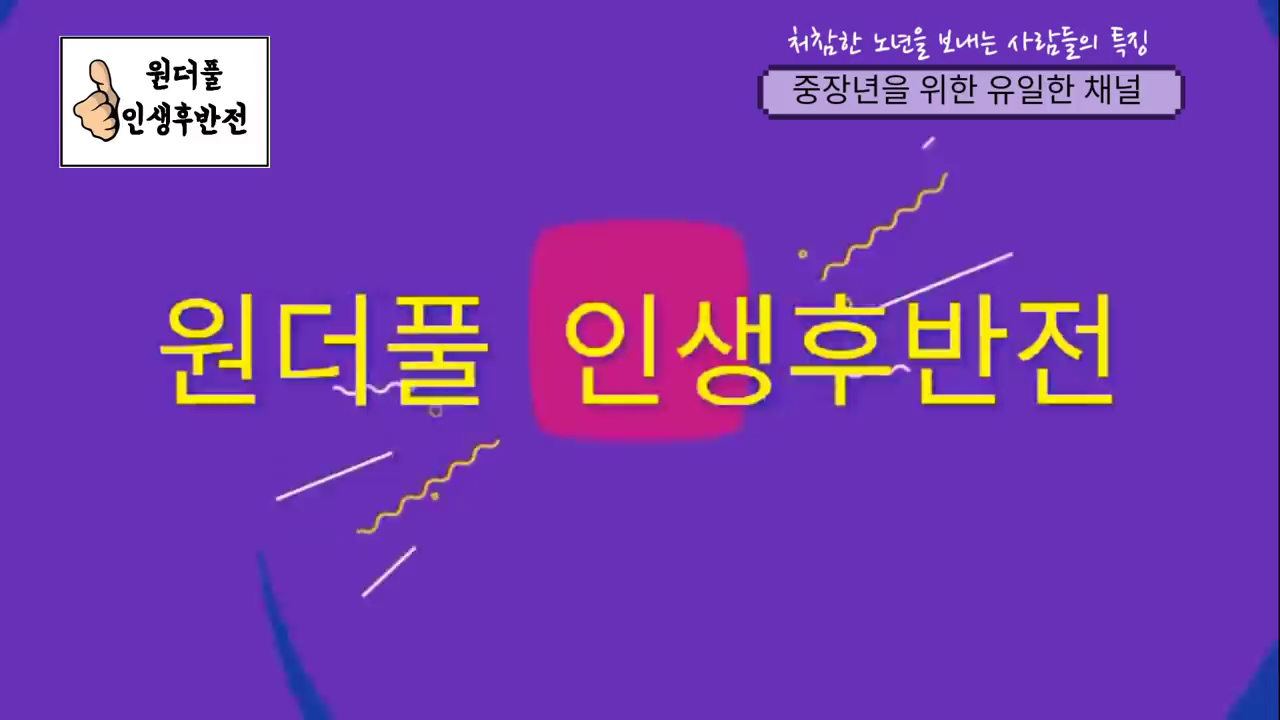 원더풀
인생후반전
처참한 노년을 보내는 사람들의 특징
중장년을 위한 유일한 채널
원더풀 인생후반전